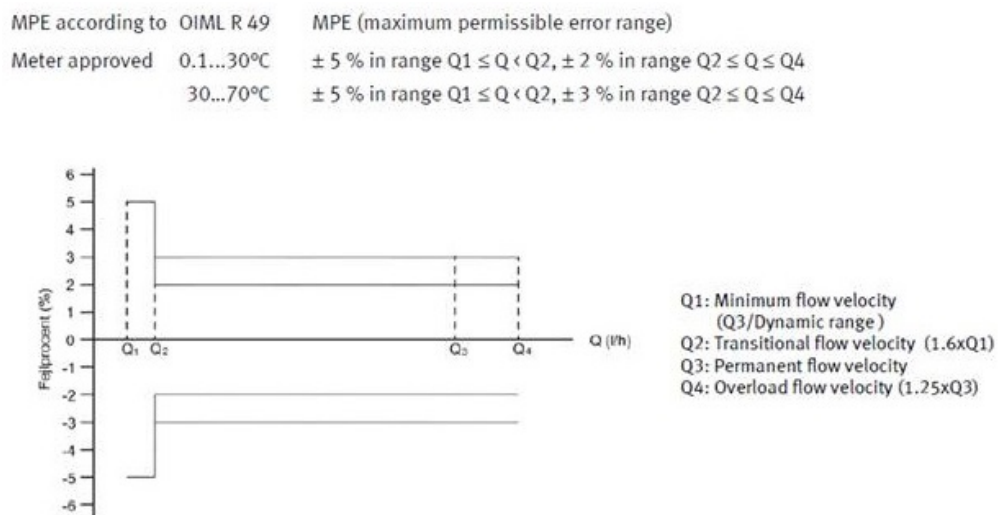 MPE according to OIML R 49 MPE (maximum permissible error range)
Meter approved 0.1...30°C ± 5 % in range Q1 ≤ Q < Q2, ± 2 % in range Q2 ≤ Q ≤ Q4
30...70°C ± 5 % in range Q1 ≤ Q < Q2, ± 3 % in range Q2 ≤ Q ≤ Q4
6
5
4
3
2
1
0
-1
-2
-3
-4
-5
-6
Fejlprocent (%)
Q1 Q2 Q3 Q4 Q (l/h)
Q1: Minimum flow velocity
(Q3/Dynamic range )
Q2: Transitional flow velocity (1.6xQ1)
Q3: Permanent flow velocity
Q4: Overload flow velocity (1.25xQ3)